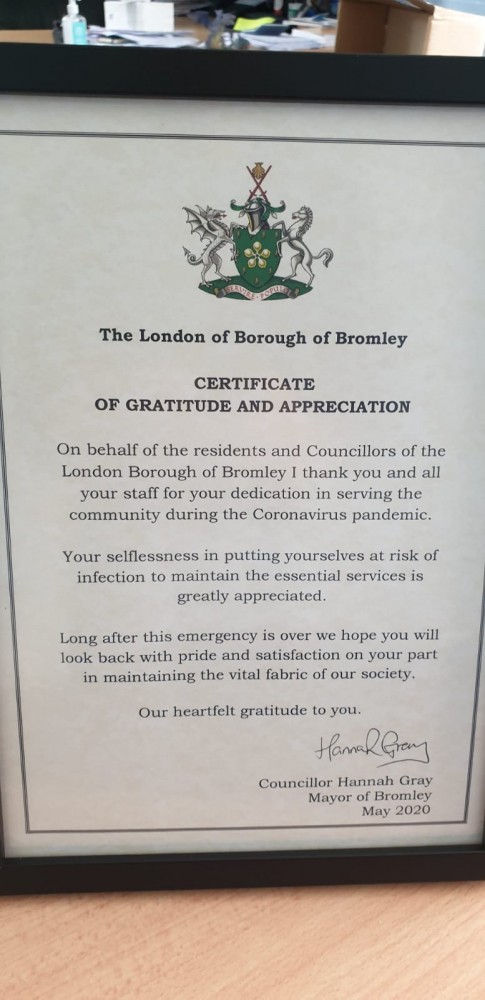 SERVIRE POPULO
The London of Borough of Bromley
CERTIFICATE
OF GRATITUDE AND APPRECIATION
On behalf of the residents and Councillors of the
London Borough of Bromley I thank you and all
your staff for your dedication in serving the
community during the Coronavirus pandemic.
Your selflessness in putting yourselves at risk of
infection to maintain the essential services is
greatly appreciated.
Long after this emergency is over we hope you will
look back with pride and satisfaction on your part
in maintaining the vital fabric of our society.
Our heartfelt gratitude to you.
Hannah Gray
Councillor Hannah Gray
Mayor of Bromley
May 2020